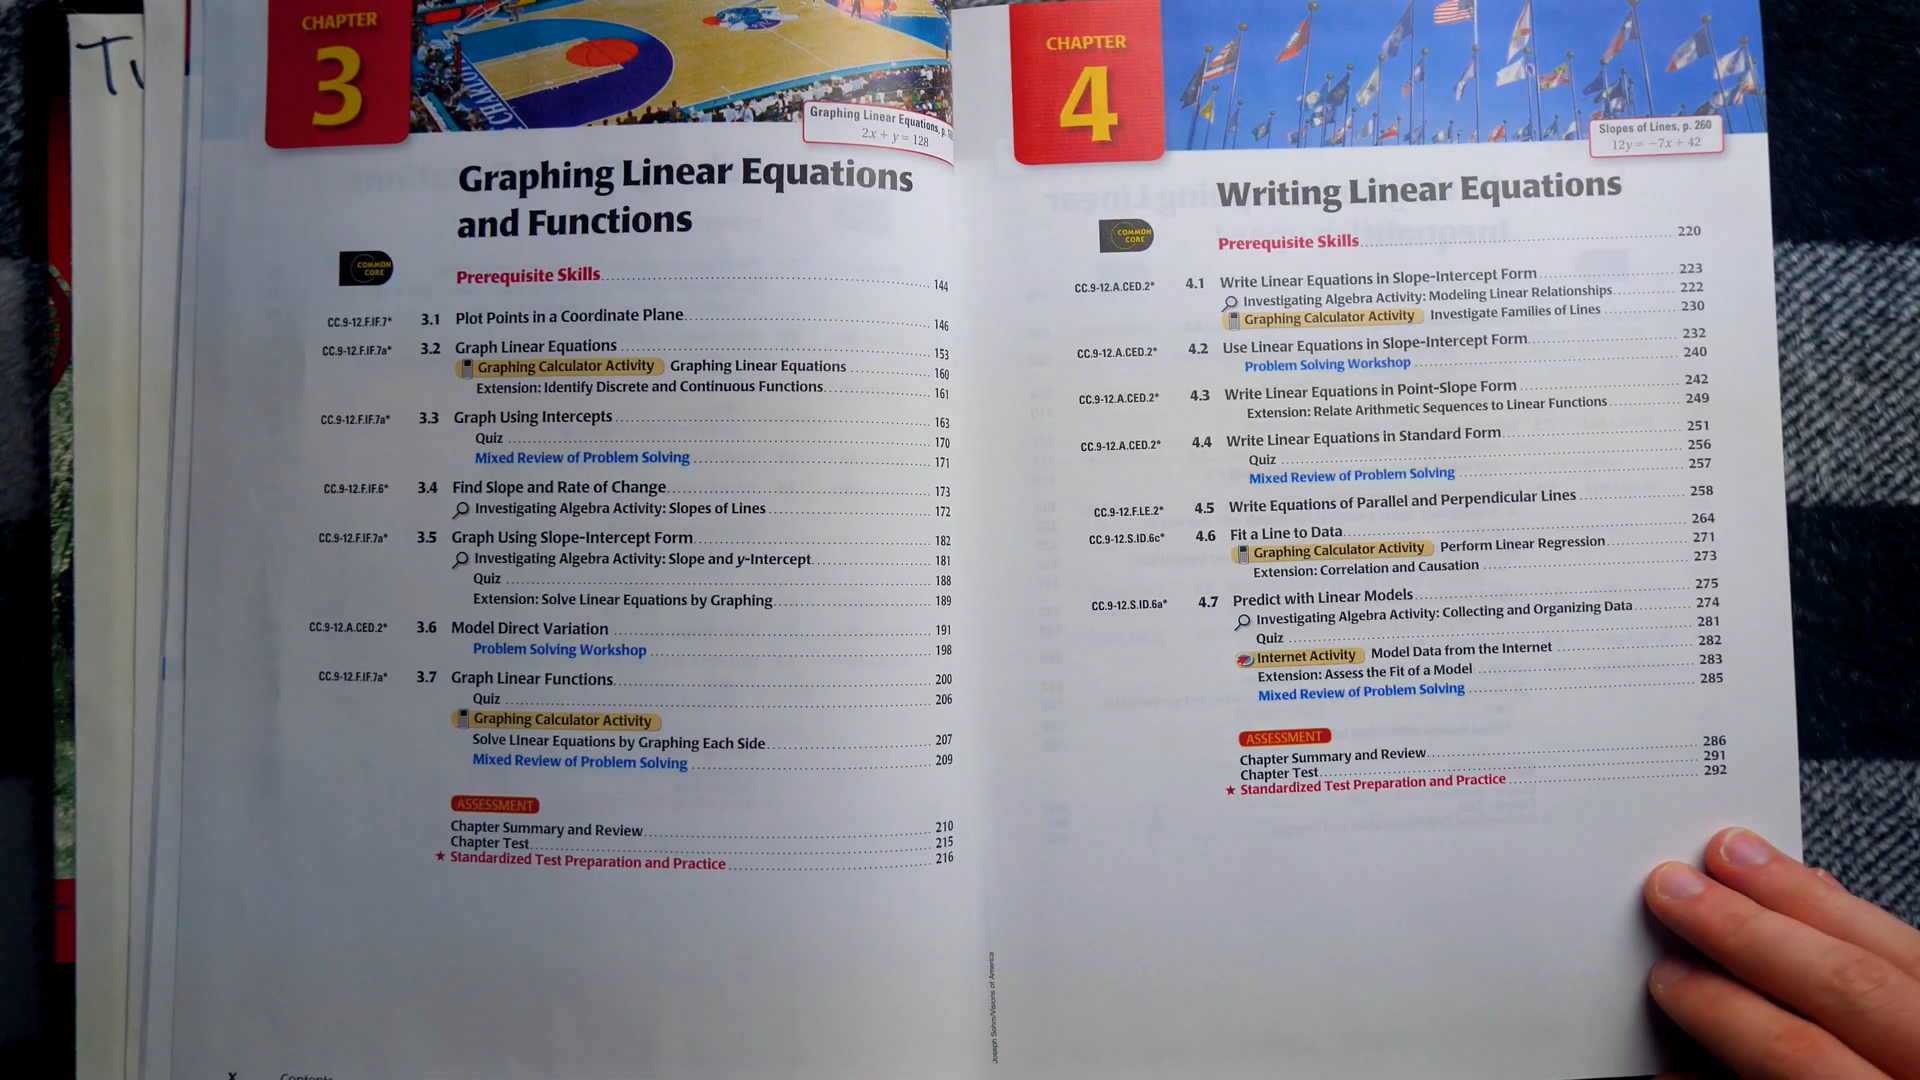 CHAPTER
3
CHAR
Graphing Linear Equations, p.
2x + y = 128
Graphing Linear Equations
and Functions
COMMON
CORE
Prerequisite Skills 144
CC.9-12.F.IF.7* 3.1 Plot Points in a Coordinate Plane 146
CC.9-12.F.IF.7a* 3.2 Graph Linear Equations 153
Graphing Calculator Activity Graphing Linear Equations 160
Extension: Identify Discrete and Continuous Functions 161
CC.9-12.F.IF.7a* 3.3 Graph Using Intercepts 163
Quiz 170
Mixed Review of Problem Solving 171
CC.9-12.F.IF.6* 3.4 Find Slope and Rate of Change 173
Investigating Algebra Activity: Slopes of Lines 172
CC.9-12.F.IF.7a* 3.5 Graph Using Slope-Intercept Form 182
Investigating Algebra Activity: Slope and y-Intercept 181
Quiz 188
Extension: Solve Linear Equations by Graphing 189
CC.9-12.A.CED.2* 3.6 Model Direct Variation 191
Problem Solving Workshop 198
CC.9-12.F.IF.7a* 3.7 Graph Linear Functions 200
Quiz 206
Graphing Calculator Activity
Solve LInear Equations by Graphing Each Side 207
Mixed Review of Problem Solving 209
ASSESSMENT
Chapter Summary and Review 210
Chapter Test 215
★ Standardized Test Preparation and Practice 216
x Contents
CHAPTER
4
Slopes of Lines, p. 260
12y = −7x + 42
Writing Linear Equations
COMMON
CORE
Prerequisite Skills 220
CC.9-12.A.CED.2* 4.1 Write Linear Equations in Slope-Intercept Form 223
Investigating Algebra Activity: Modeling Linear Relationships 222
Graphing Calculator Activity Investigate Families of Lines 230
CC.9-12.A.CED.2* 4.2 Use Linear Equations in Slope-Intercept Form 232
Problem Solving Workshop 240
CC.9-12.A.CED.2* 4.3 Write Linear Equations in Point-Slope Form 242
Extension: Relate Arithmetic Sequences to Linear Functions 249
CC.9-12.A.CED.2* 4.4 Write Linear Equations in Standard Form 251
Quiz 256
Mixed Review of Problem Solving 257
CC.9-12.F.LE.2* 4.5 Write Equations of Parallel and Perpendicular Lines 258
CC.9-12.S.ID.6c* 4.6 Fit a Line to Data 264
Graphing Calculator Activity Perform Linear Regression 271
Extension: Correlation and Causation 273
CC.9-12.S.ID.6a* 4.7 Predict with Linear Models 275
Investigating Algebra Activity: Collecting and Organizing Data 274
Quiz 281
Internet Activity Model Data from the Internet 282
Extension: Assess the Fit of a Model 283
Mixed Review of Problem Solving 285
ASSESSMENT
Chapter Summary and Review 286
Chapter Test 291
★ Standardized Test Preparation and Practice 292
Joseph Sohm/Visions of America